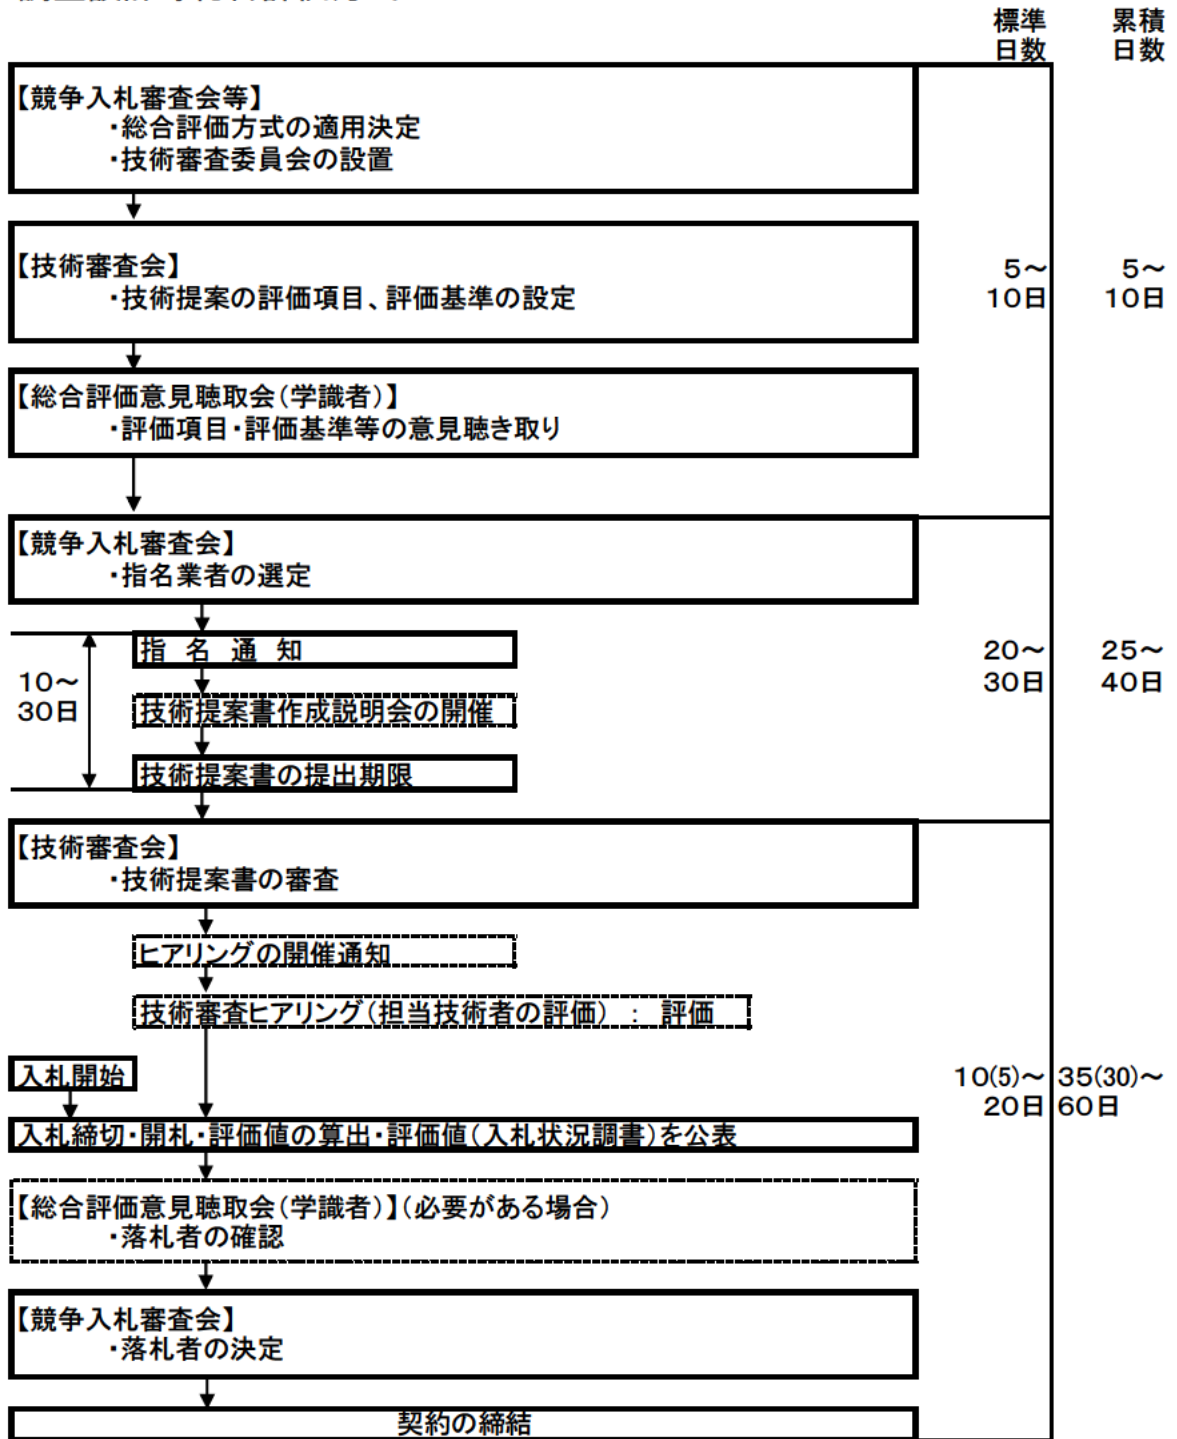 標準 累積
日数 日数
【競争入札審査会等】
・総合評価方式の適用決定
・技術審査委員会の設置
【技術審査会】
・技術提案の評価項目、評価基準の設定
5～ 5～
10日 10日
【総合評価意見聴取会(学識者)】
・評価項目・評価基準等の意見聴き取り
【競争入札審査会】
・指名業者の選定
指 名 通 知
20～ 25～
30日 40日
10～
30日
技術提案書作成説明会の開催
技術提案書の提出期限
【技術審査会】
・技術提案書の審査
ヒアリングの開催通知
技術審査ヒアリング(担当技術者の評価) : 評価
入札開始
10(5)～ 35(30)～
20日 60日
入札締切・開札・評価値の算出・評価値(入札状況調書)を公表
【総合評価意見聴取会(学識者)】(必要がある場合)
・落札者の確認
【競争入札審査会】
・落札者の決定
契約の締結